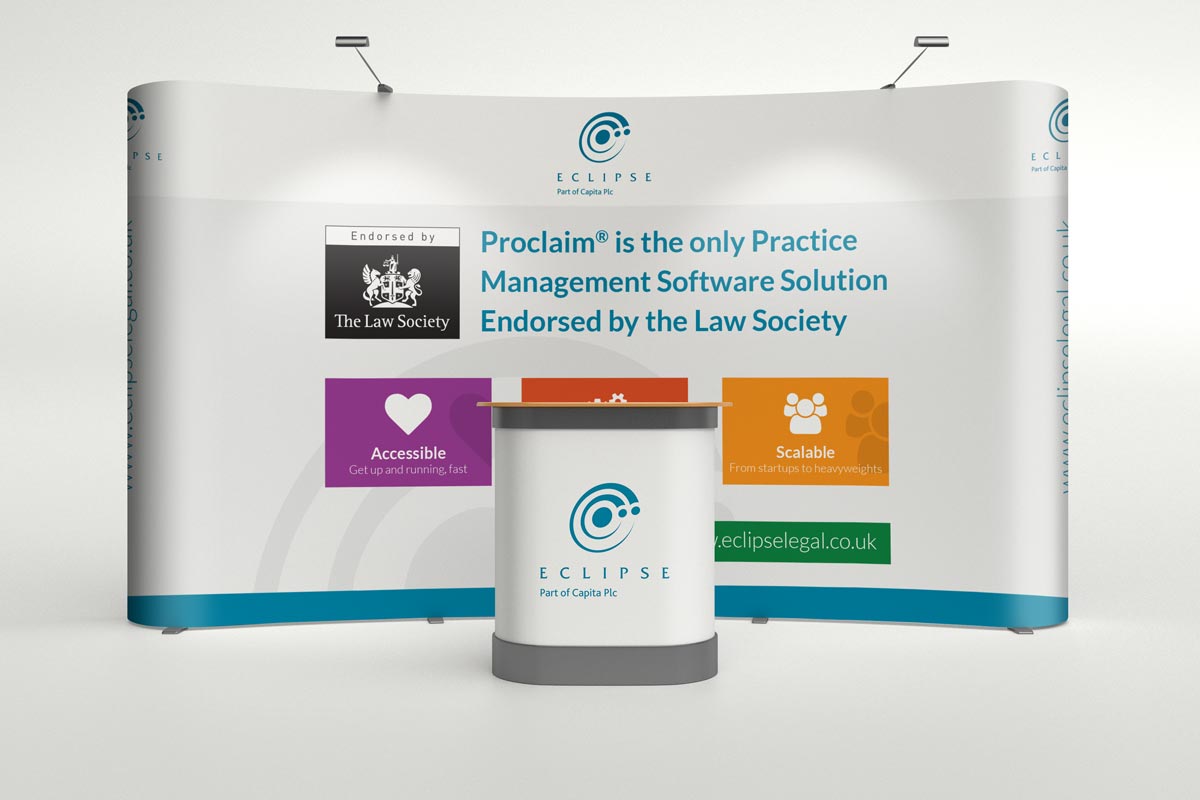 IPSE
ECLIPSE
Part of Capita Plc
ECL
Part of Capita
www.eclipselegal.co.uk
Endorsed by
The Law Society
Proclaim® is the only Practice
Management Software Solution
Endorsed by the Law Society
www.eclipselegal.co.uk
Accessible
Get up and running, fast
Scalable
From startups to heavyweights
.eclipselegal.co.uk
ECLIPSE
Part of Capita Plc